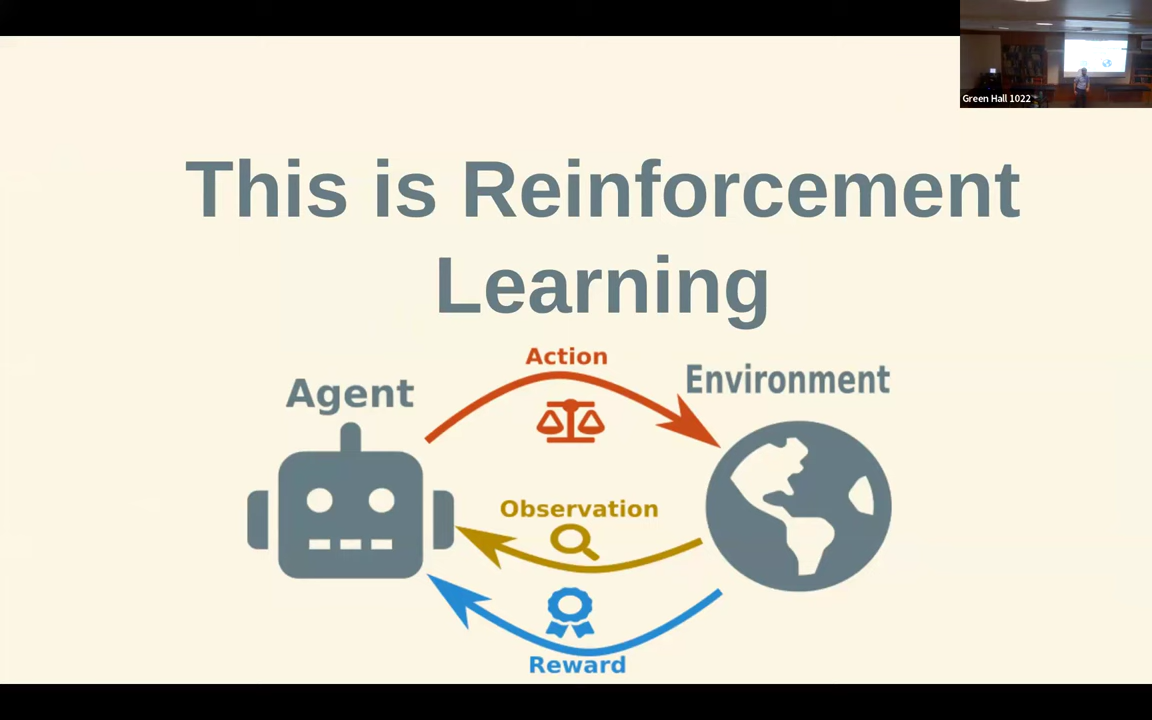 Green Hall 1022
This is Reinforcement
Learning
Action
Agent
Environment
Observation
Reward